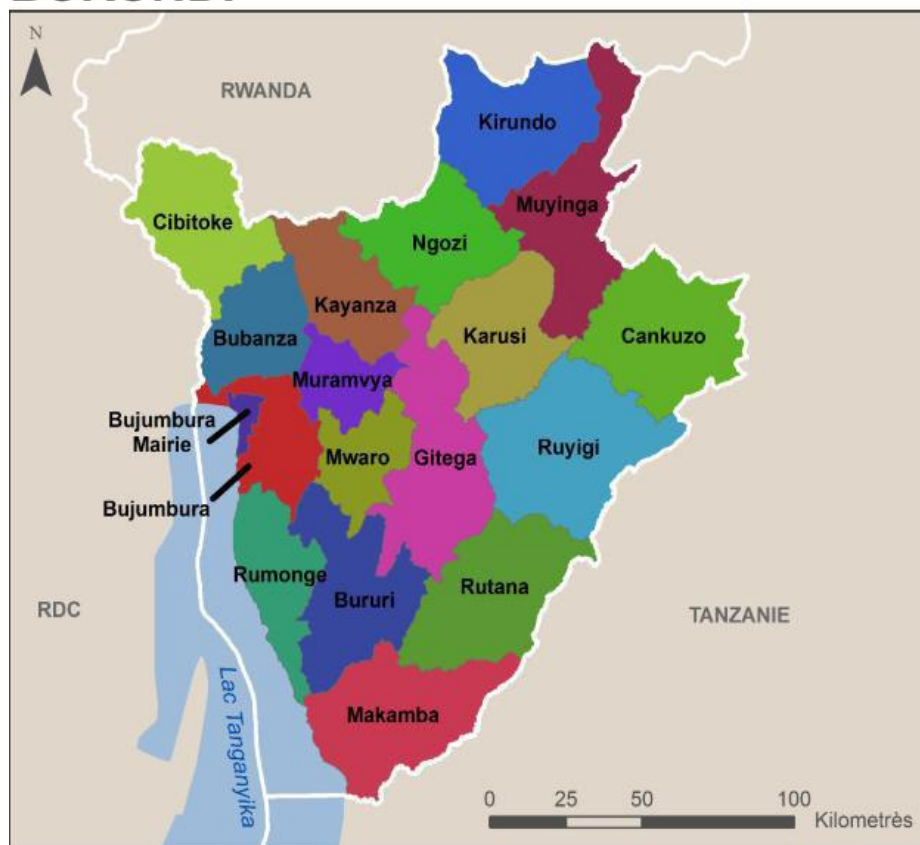 N
RWANDA
Kirundo
Muyinga
Cibitoke
Ngozi
Kayanza
Karusi
Cankuzo
Bubanza
Muramvya
Bujumbura
Mairie
Mwaro
Gitega
Ruyigi
Bujumbura
Rumonge
Bururi
Rutana
RDC
TANZANIE
Lac Tanganyika
Makamba
0 25 50 100
Kilometrès